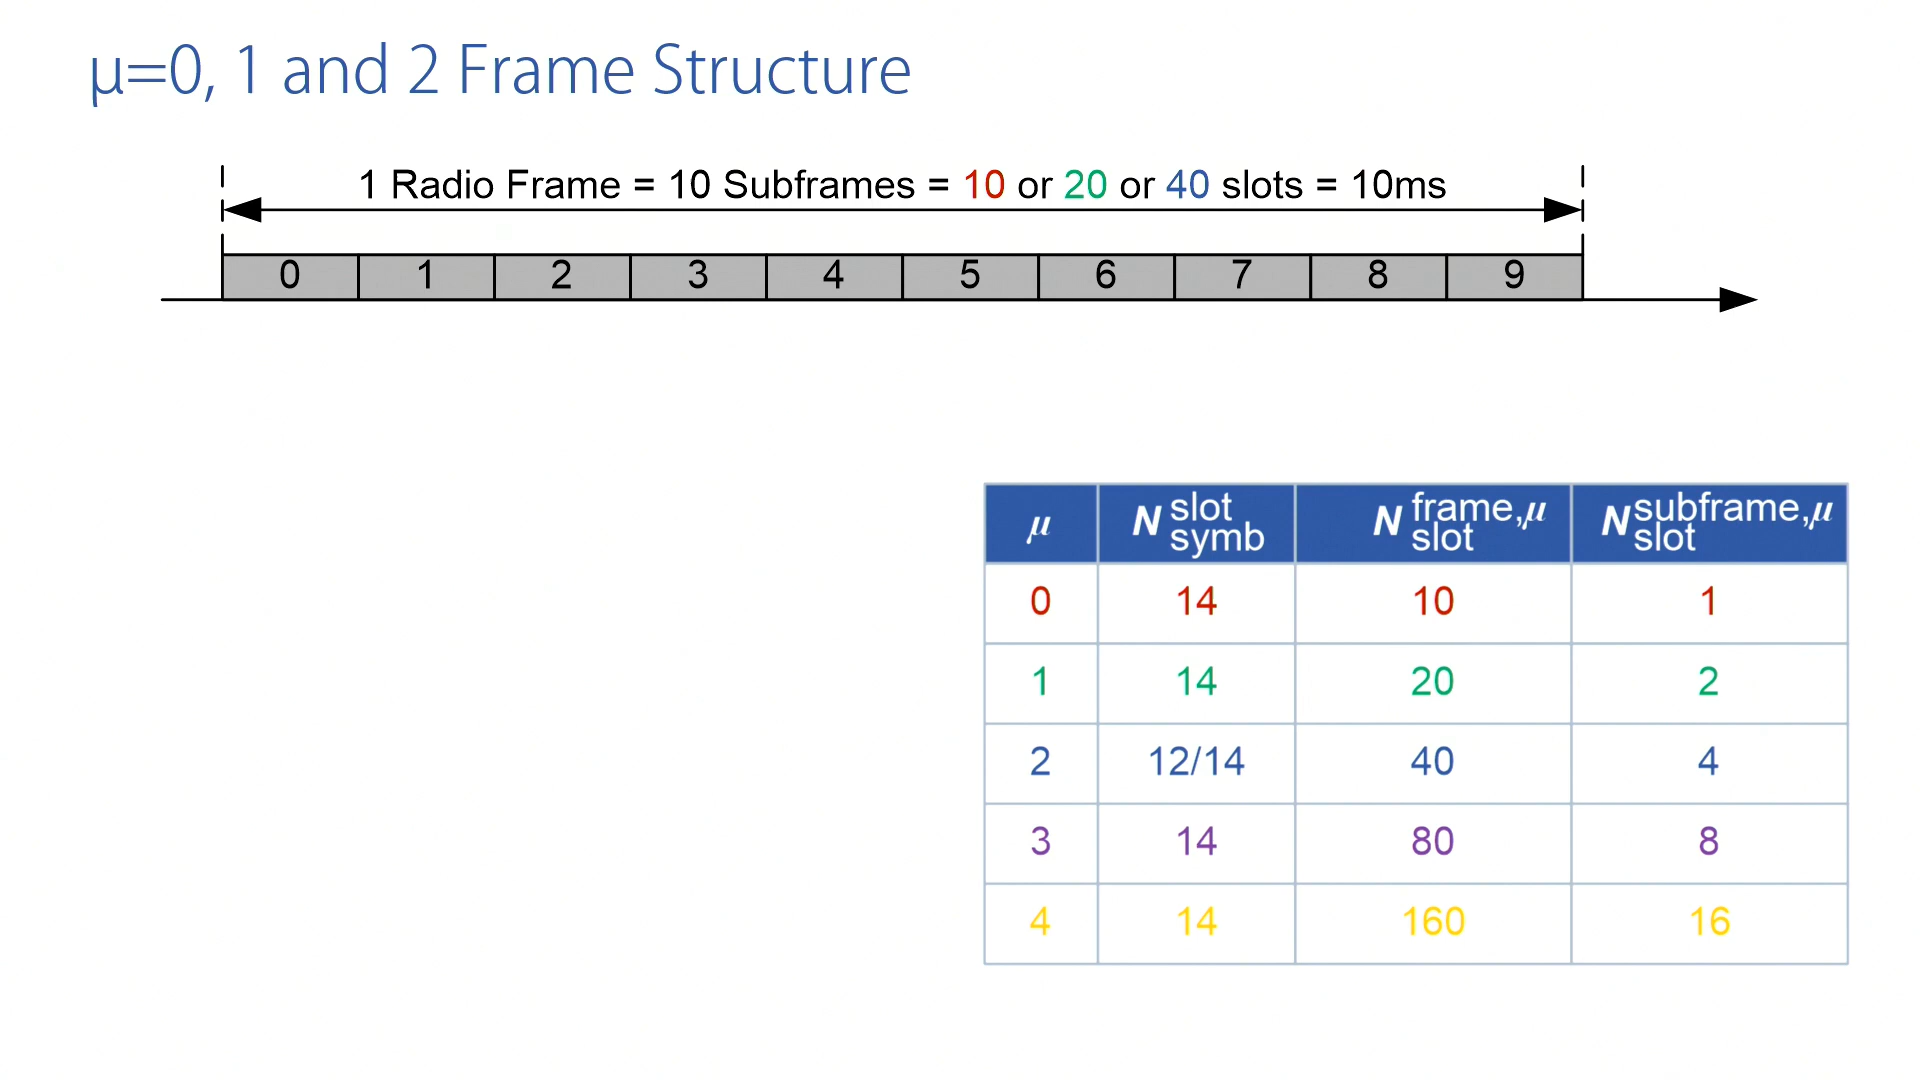 μ=0, 1 and 2 Frame Structure
1 Radio Frame = 10 Subframes = 10 or 20 or 40 slots = 10ms
0 1 2 3 4 5 6 7 8 9
μ N slot symb N frame,μ slot N subframe,μ slot
0 14 10 1
1 14 20 2
2 12/14 40 4
3 14 80 8
4 14 160 16